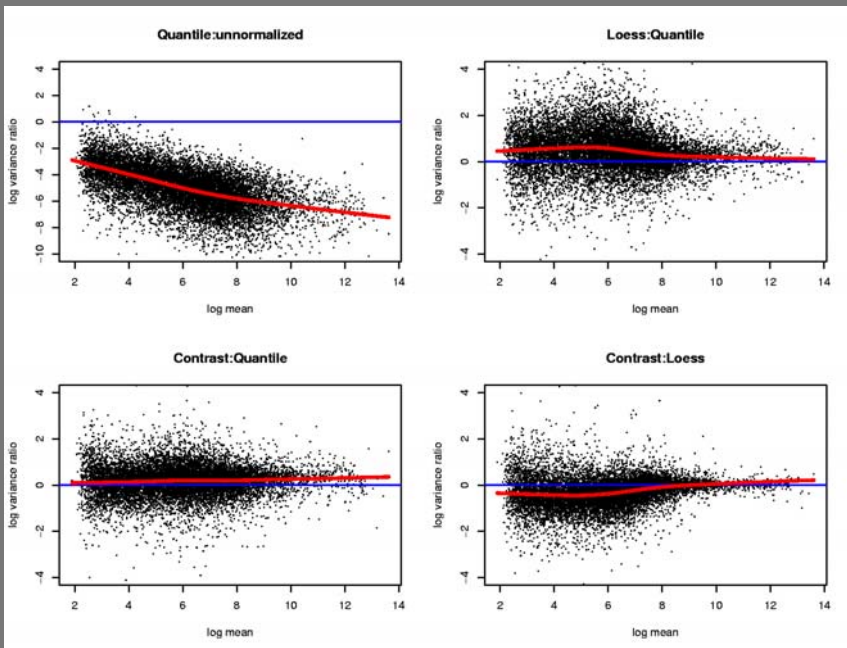 Quantile:unnormalized
log variance ratio
4
2
0
−2
−4
−6
−8
−10
2 4 6 8 10 12 14
log mean
Loess:Quantile
log variance ratio
4
2
0
−2
−4
2 4 6 8 10 12 14
log mean
Contrast:Quantile
log variance ratio
4
2
0
−2
−4
2 4 6 8 10 12 14
log mean
Contrast:Loess
log variance ratio
4
2
0
−2
−4
2 4 6 8 10 12 14
log mean